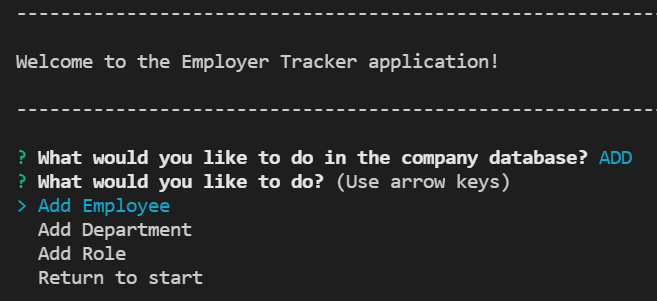 --------------------------------------------------------
Welcome to the Employer Tracker application!
--------------------------------------------------------
? What would you like to do in the company database? ADD
? What would you like to do? (Use arrow keys)
> Add Employee
Add Department
Add Role
Return to start